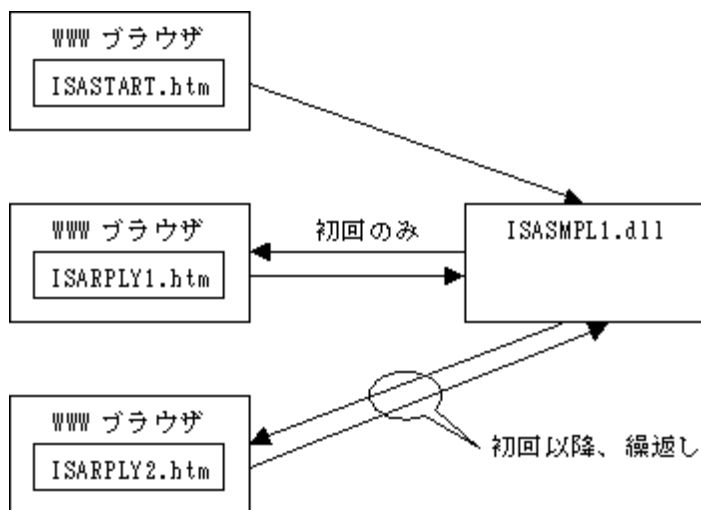 WWW ブラウザ
ISASTART.htm
WWW ブラウザ
ISARPLY1.htm
初回のみ
ISASMPL1.dll
WWW ブラウザ
ISARPLY2.htm
初回以降、繰返し